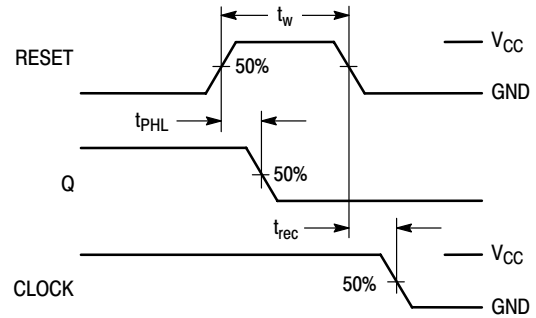 t_w
V_CC
RESET
50%
GND
t_PHL
50%
Q
t_rec
V_CC
50%
CLOCK
GND